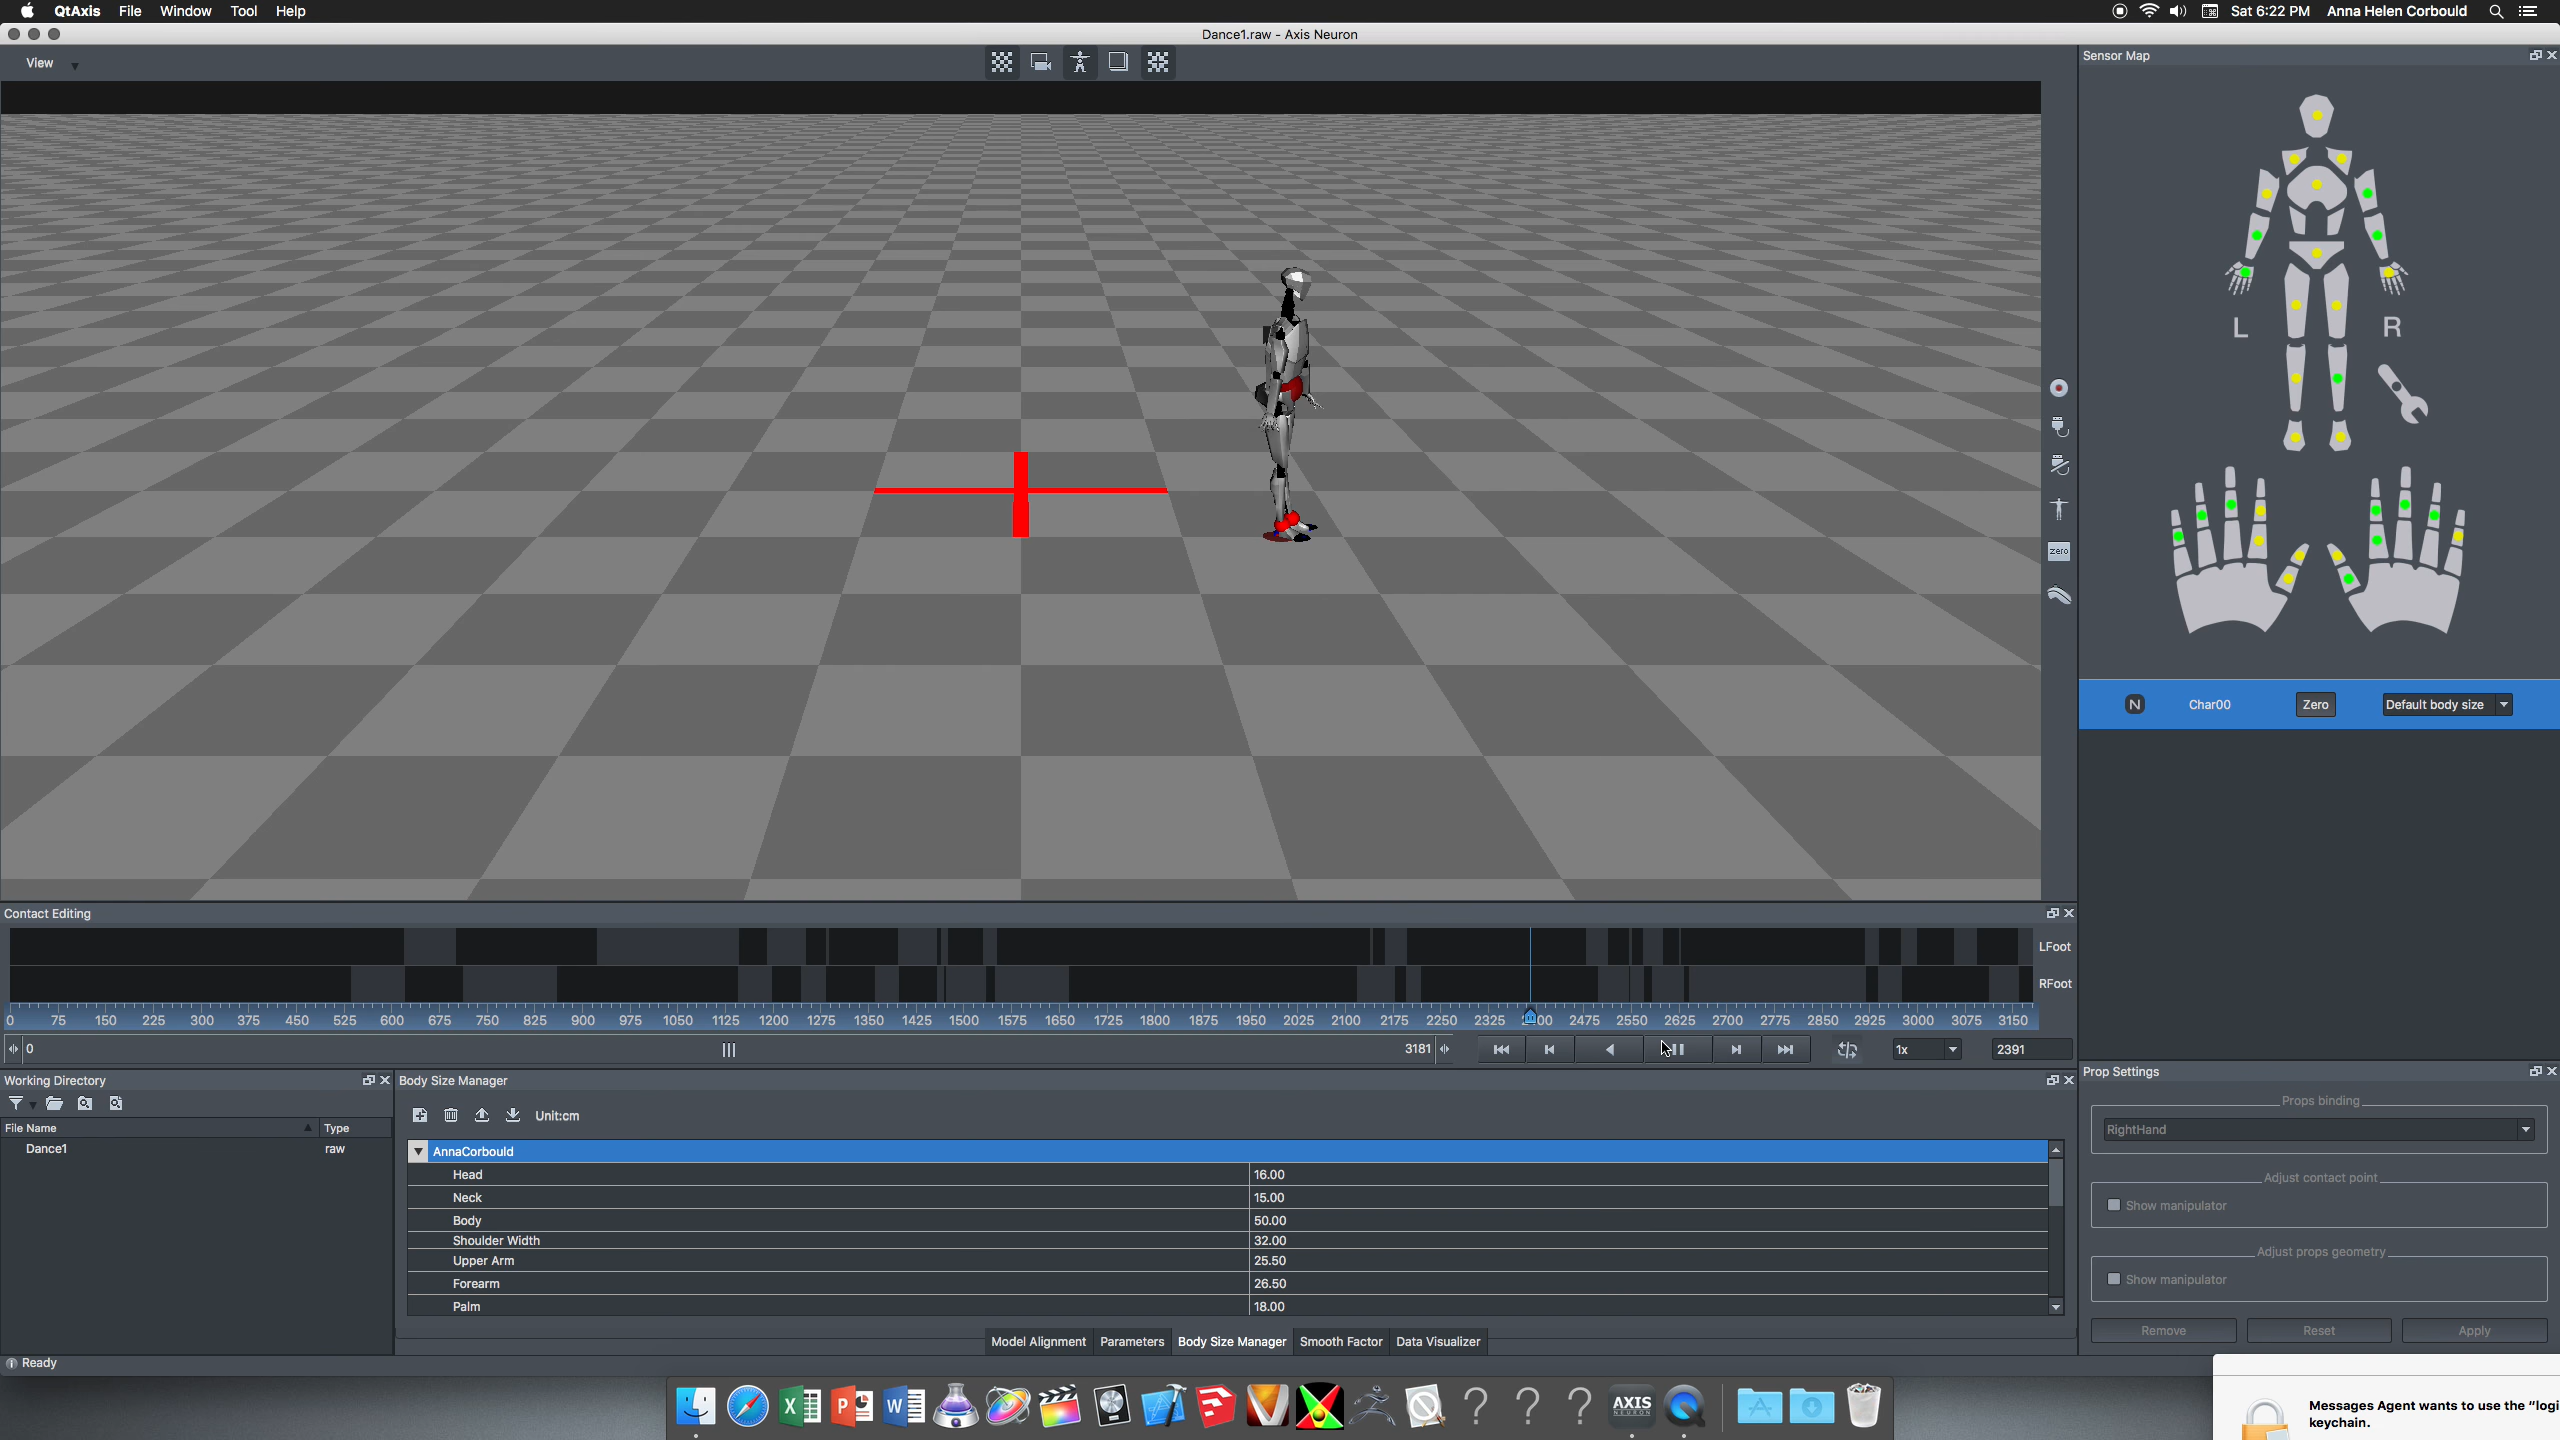 QtAxis File Window Tool Help
Sat 6:22 PM Anna Helen Corbould
Dance1.raw - Axis Neuron
View
Sensor Map
L R
zero
N Char00 Zero Default body size
Contact Editing
LFoot
RFoot
0 75 150 225 300 375 450 525 600 675 750 825 900 975 1050 1125 1200 1275 1350 1425 1500 1575 1650 1725 1800 1875 1950 2025 2100 2175 2250 2325 2475 2550 2625 2700 2775 2850 2925 3000 3075 3150
0 3181 1x 2391
Working Directory
File Name Type
Dance1 raw
Body Size Manager
Unit:cm
AnnaCorbould
Head 16.00
Neck 15.00
Body 50.00
Shoulder Width 32.00
Upper Arm 25.50
Forearm 26.50
Palm 18.00
Model Alignment Parameters Body Size Manager Smooth Factor Data Visualizer
Prop Settings
Props binding
RightHand
Adjust contact point
Show manipulator
Adjust props geometry
Show manipulator
Remove Reset Apply
Ready
AXIS
NEURON
Messages Agent wants to use the "logi
keychain.